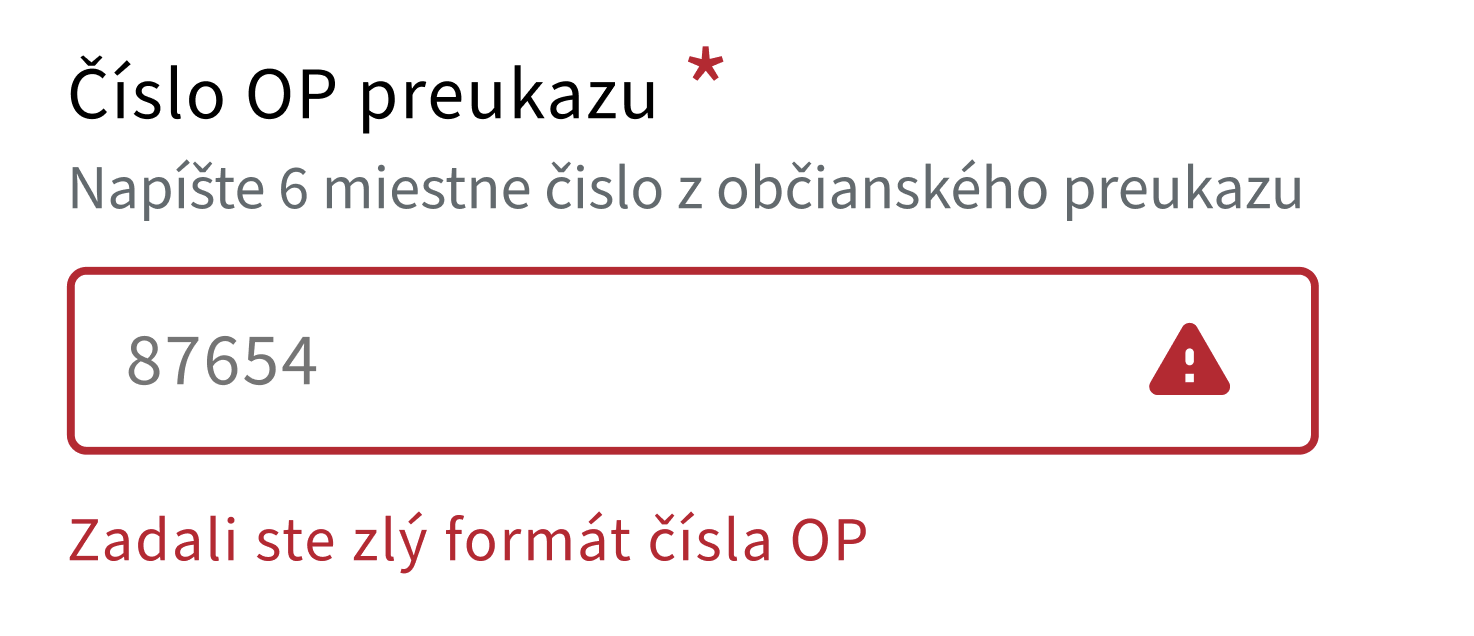 Číslo OP preukazu *
Napíšte 6 miestne čislo z občianského preukazu
87654
Zadali ste zlý formát čísla OP